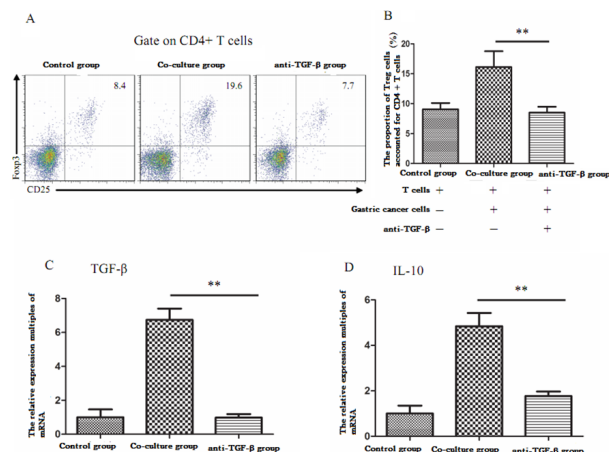 A
Gate on CD4+ T cells
Control group
Co-culture group
anti-TGF-β group
8.4
19.6
7.7
Foxp3
CD25
B
**
The proportion of Treg cells
accounted for CD4 + T cells (%)
20
15
10
5
0
Control group
Co-culture group
anti-TGF-β group
T cells + + +
Gastric cancer cells — + +
anti-TGF-β — — +
C
TGF-β
**
The relative expression multiples of
mRNA
8
6
4
2
0
Control group
Co-culture group
anti-TGF-β group
D
IL-10
**
The relative expression multiples of
mRNA
6
4
2
0
Control group
Co-culture group
anti-TGF-β group